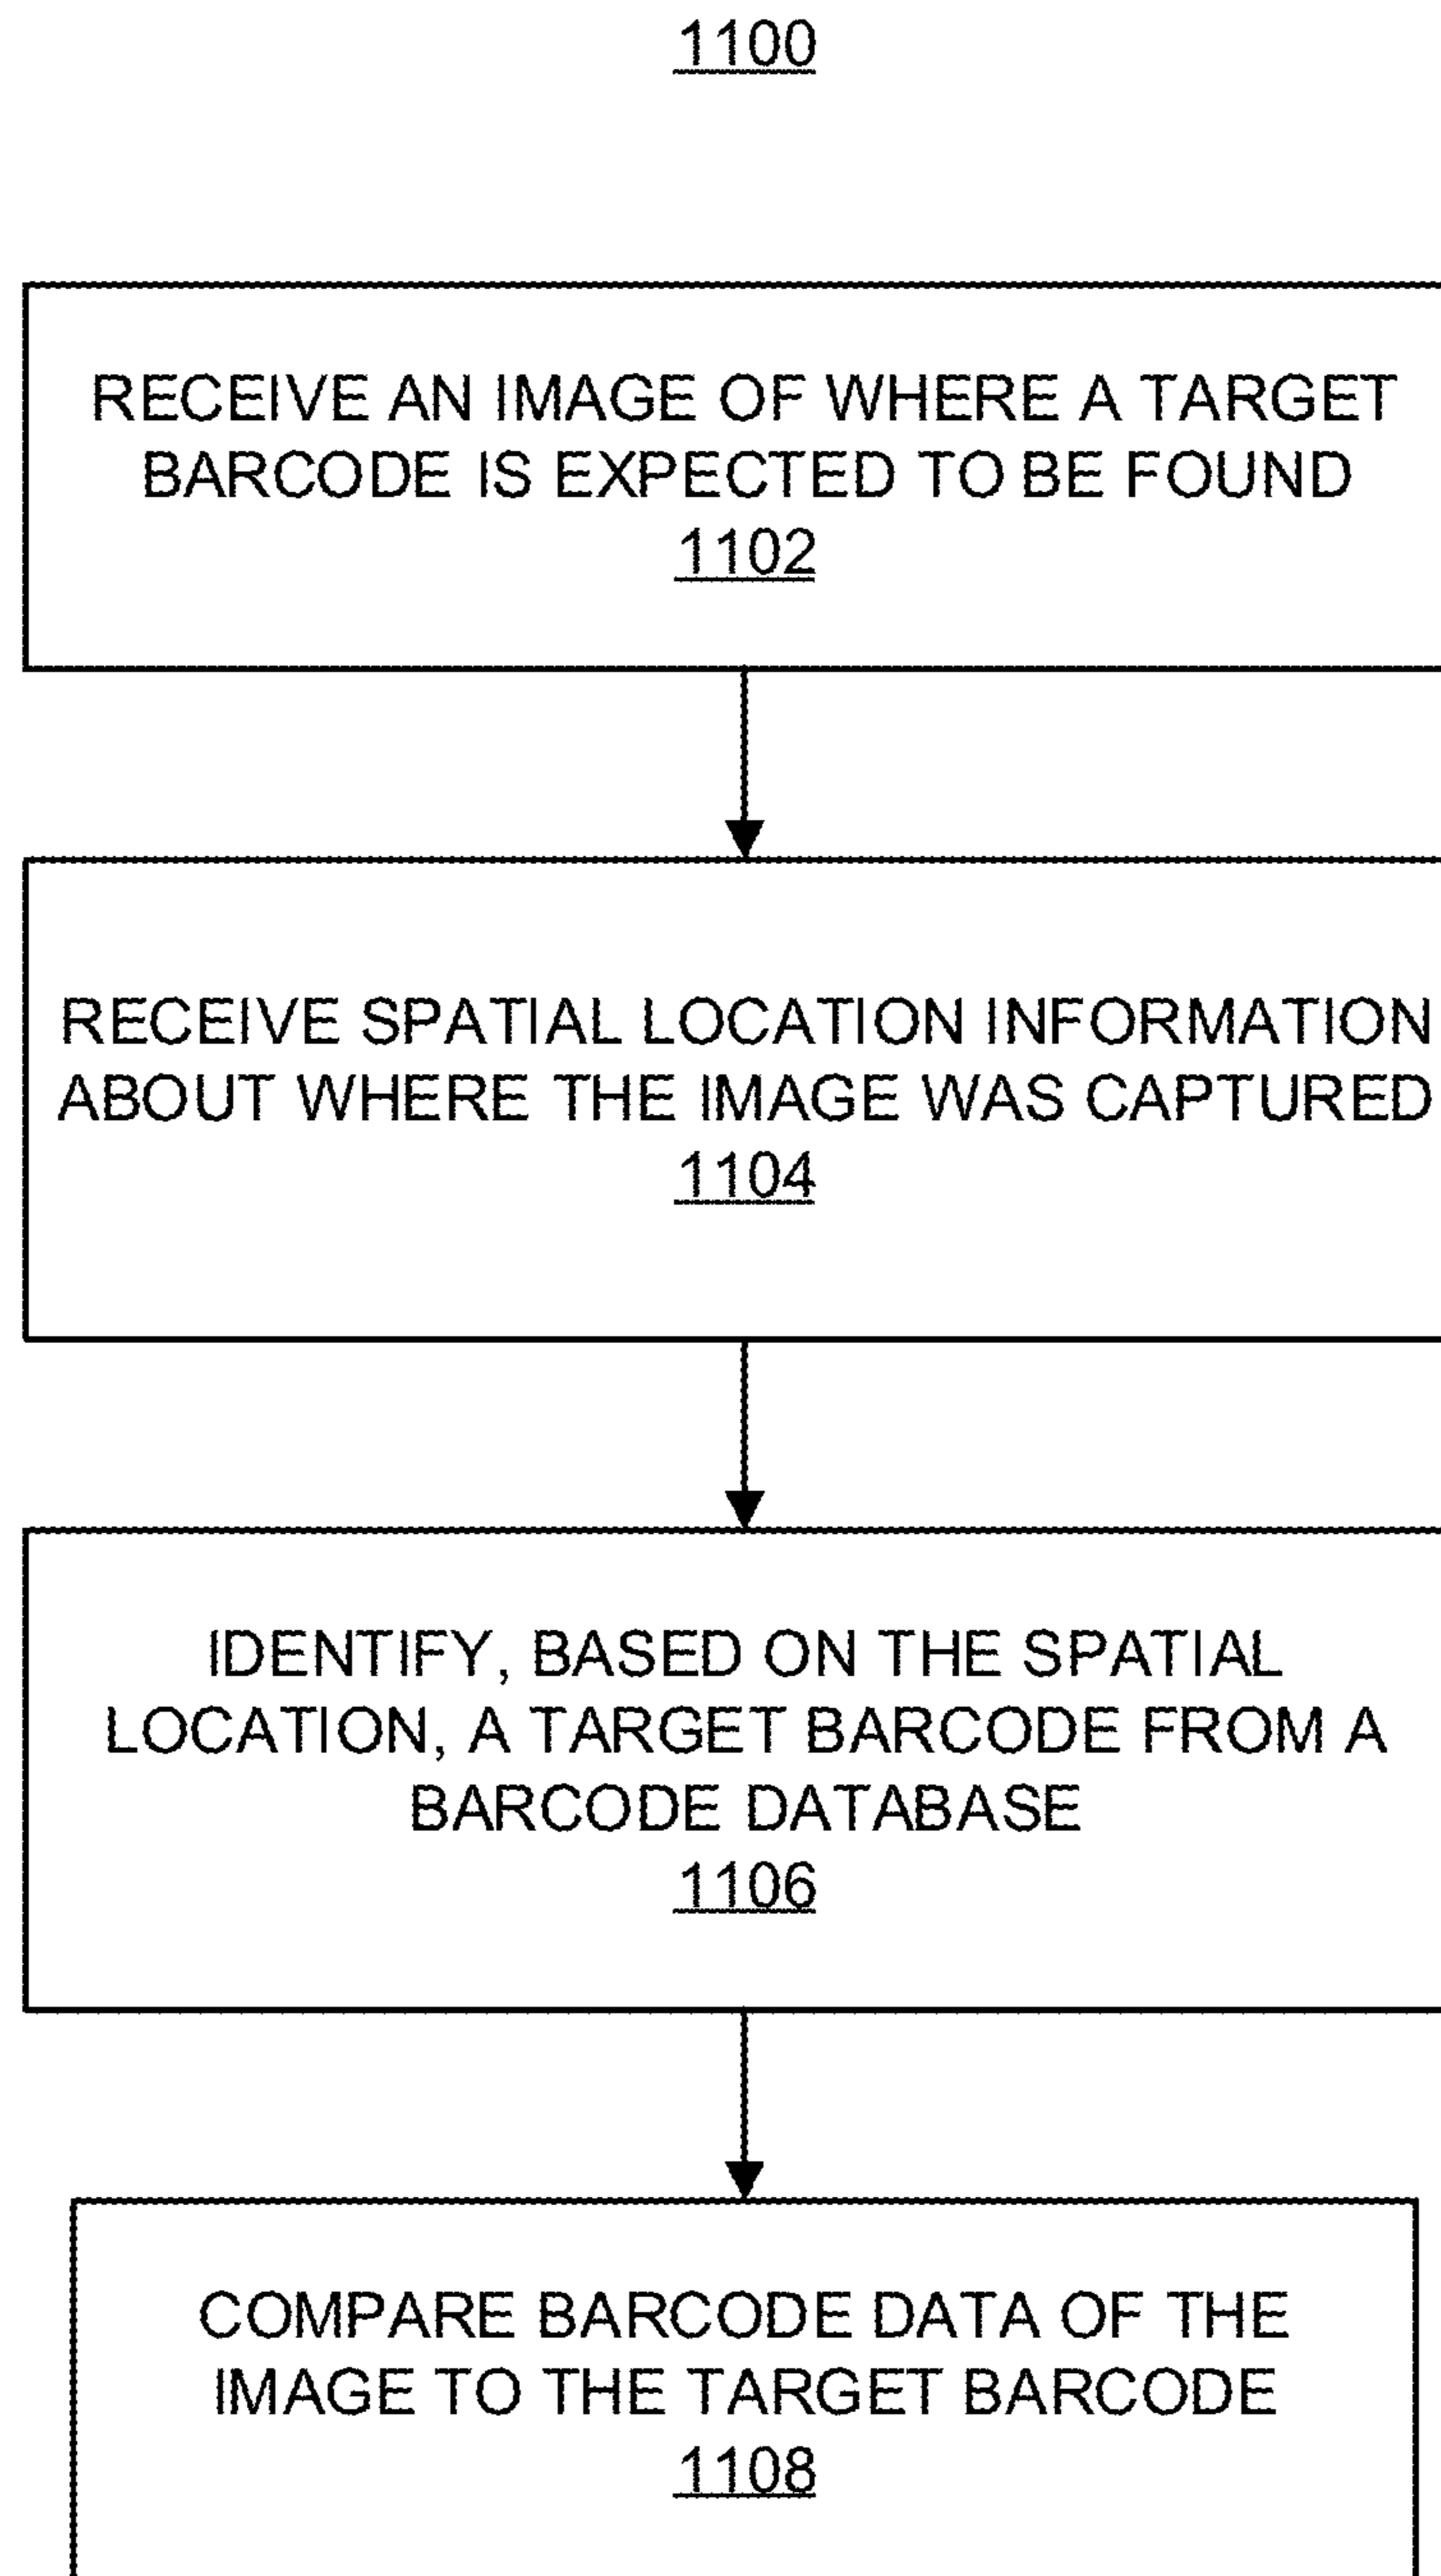 1100
RECEIVE AN IMAGE OF WHERE A TARGET
BARCODE IS EXPECTED TO BE FOUND
1102
RECEIVE SPATIAL LOCATION INFORMATION
ABOUT WHERE THE IMAGE WAS CAPTURED
1104
IDENTIFY, BASED ON THE SPATIAL
LOCATION, A TARGET BARCODE FROM A
BARCODE DATABASE
1106
COMPARE BARCODE DATA OF THE
IMAGE TO THE TARGET BARCODE
1108